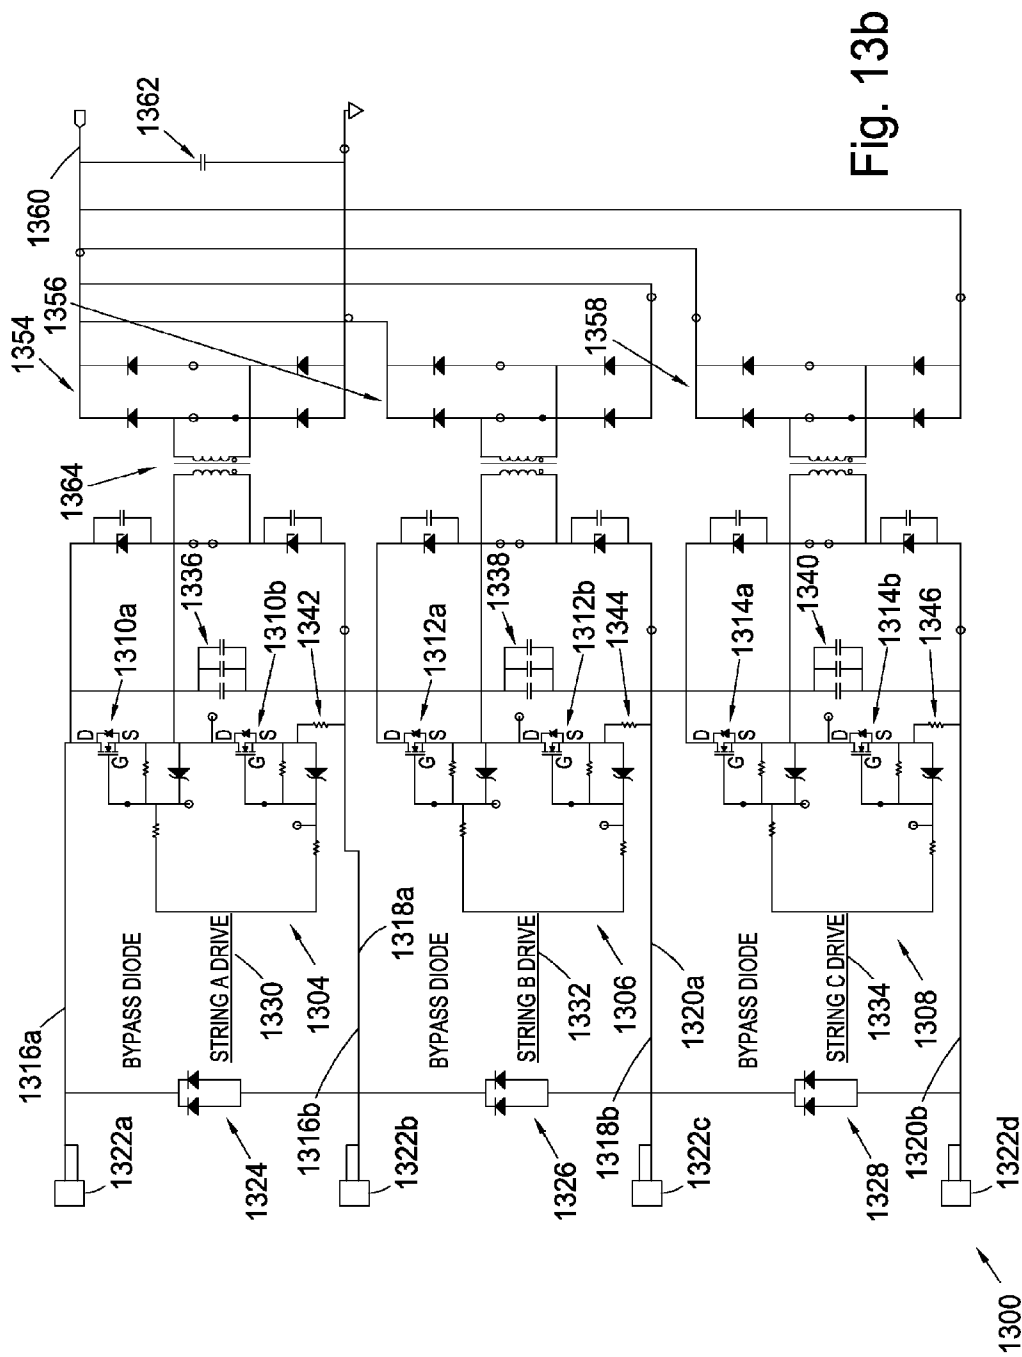 Fig. 13b
1362
1360
1354
1356
1358
1364
1336
1310a
1310b
1342
1338
1312a
1312b
1344
1340
1314a
1314b
1346
D
S
G
D
S
G
D
S
G
D
S
G
D
S
G
D
S
G
1316a
BYPASS DIODE
STRING A DRIVE
1330
1304
1318a
BYPASS DIODE
STRING B DRIVE
1332
1306
1320a
BYPASS DIODE
STRING C DRIVE
1334
1308
1322a
1324
1316b
1322b
1326
1318b
1322c
1328
1320b
1322d
1300